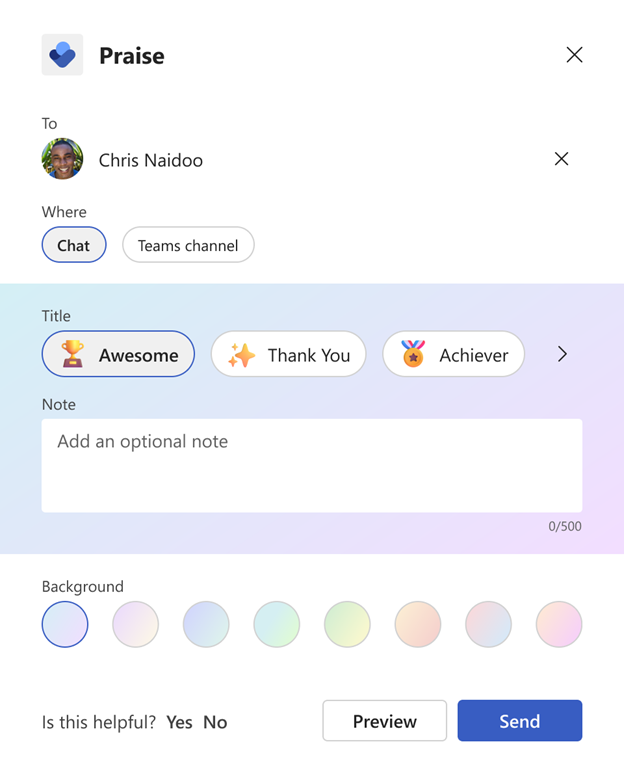 Praise
To
Chris Naidoo
Where
Chat Teams channel
Title
Awesome Thank You Achiever
Note
Add an optional note
0/500
Background
Is this helpful? Yes No Preview Send